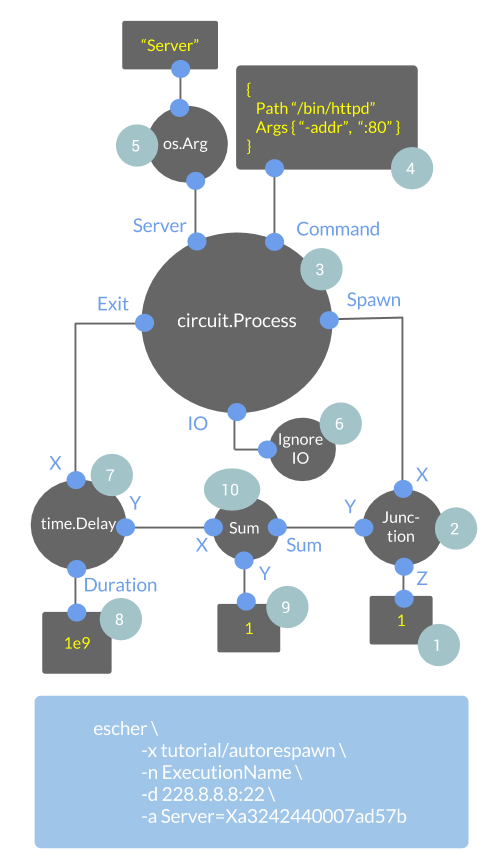 “Server”
{
Path “/bin/httpd”
Args { “-addr”, “:80” }
}
4
5
os.Arg
Server
Command
3
circuit.Process
Exit
Spawn
IO
6
Ignore
IO
X
7
X
10
Y
Y
time.Delay
Sum
Junc-
tion
2
X
Sum
Duration
Y
Z
8
9
1e9
1
1
1
escher \
-x tutorial/autorespawn \
-n ExecutionName \
-d 228.8.8.8:22 \
-a Server=Xa3242440007ad57b